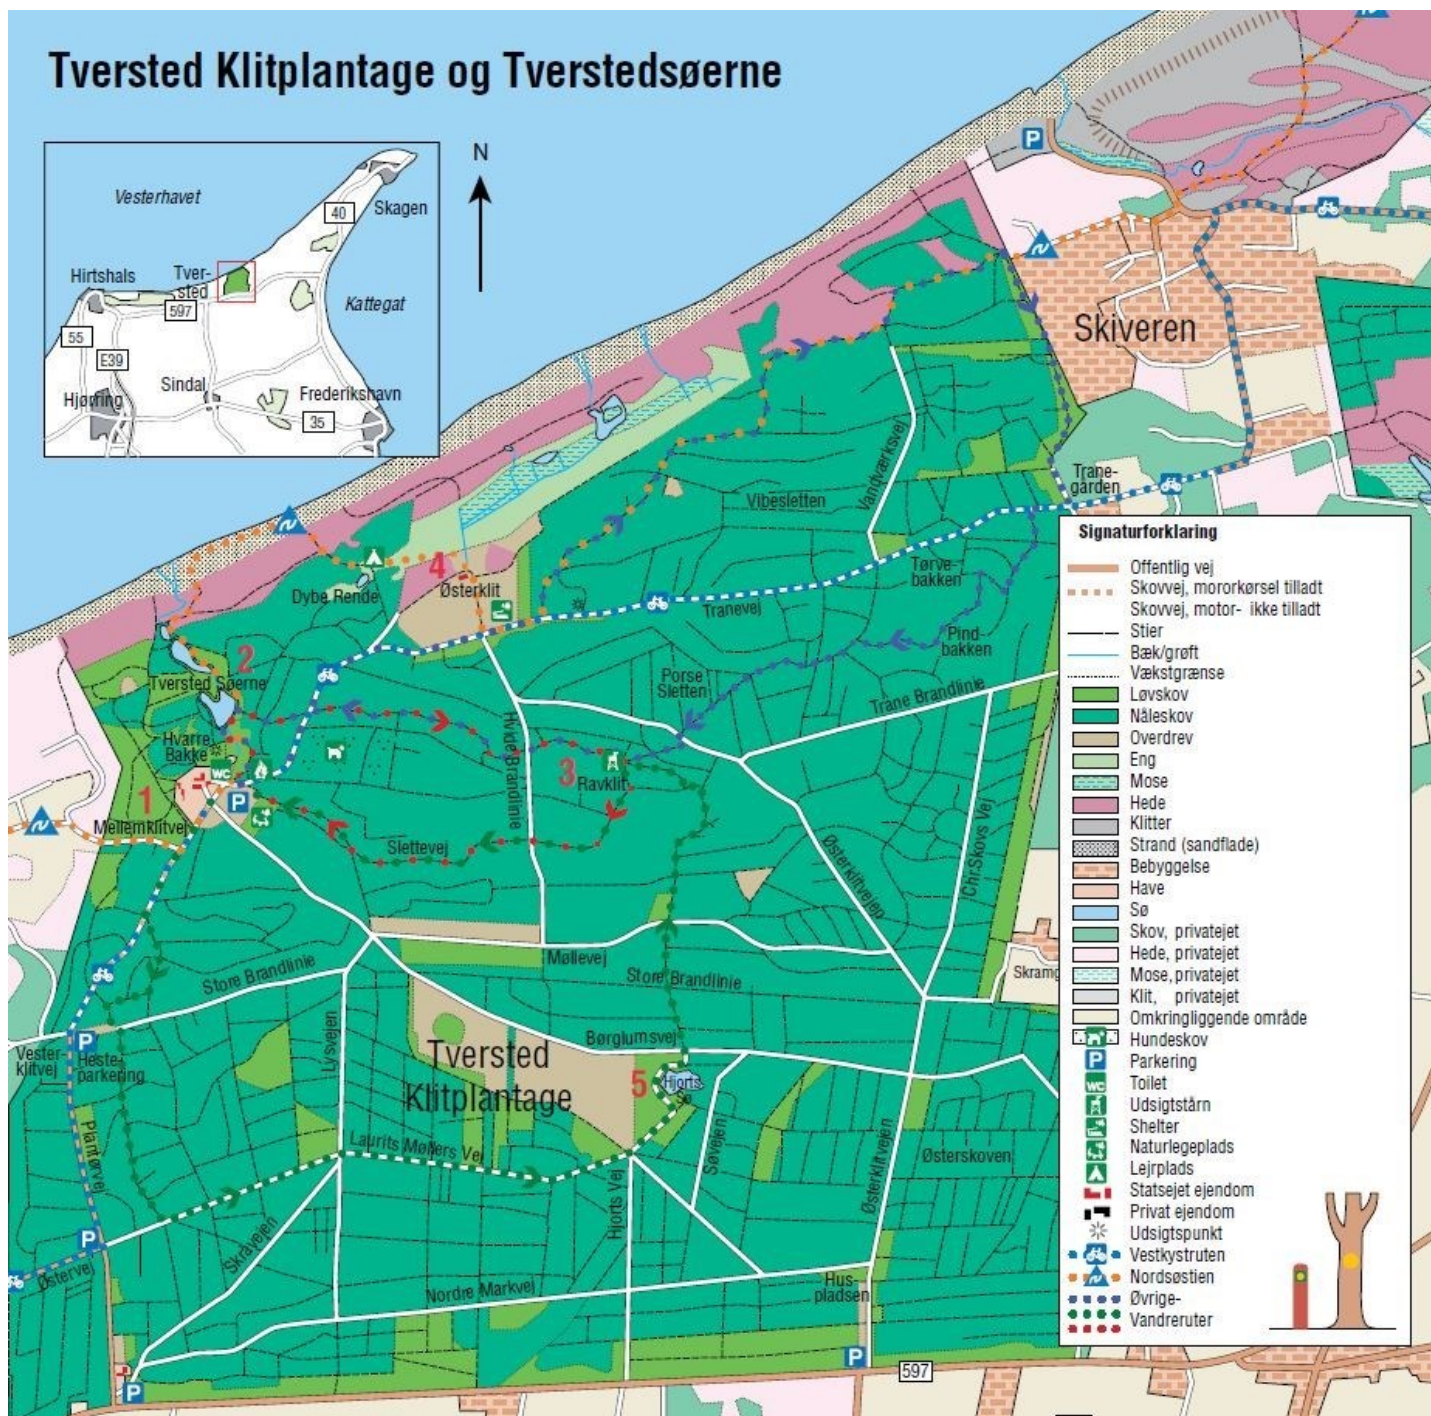 Tversted Klitplantage og Tverstedsøerne
N
Vesterhavet
40
Skagen
Hirtshals
Tver-
sted
597
Kattegat
55
E39
Sindal
Hjørring
Frederikshavn
35
P
Skiveren
Vandværksvej
Vibesletten
Trane-
gården
4
Østerklit
Dybe Rende
Tørve-
bakken
Tranevej
Pind-
bakken
2
Tversted Søerne
Porse
Sletten
Trane Brandlinie
Hvarre
Bakke
WC
Hvide Brandlinie
3
Ravklit
1
P
Mellemklitvej
Slettevej
Østerklitvejen
Chr.Skovs Vej
Møllevej
Store Brandlinie
Store Brandlinie
Skramg
Lysvejen
Børglumsvej
P
Vester-
klitvej
Heste-
parkering
Tversted
Klitplantage
5
Hjorts
Sø
Plantørvej
Laurits Møllers Vej
Søvejen
Østerskoven
Østerklitvejen
Hjorts Vej
P
Østervej
Skråvejen
Nordre Markvej
Hus-
pladsen
P
P
597
Signaturforklaring
Offentlig vej
Skovvej, mororkørsel tilladt
Skovvej, motor- ikke tilladt
Stier
Bæk/grøft
Vækstgrænse
Løvskov
Nåleskov
Overdrev
Eng
Mose
Hede
Klitter
Strand (sandflade)
Bebyggelse
Have
Sø
Skov, privatejet
Hede, privatejet
Mose, privatejet
Klit, privatejet
Omkringliggende område
Hundeskov
P Parkering
WC Toilet
Udsigtstårn
Shelter
Naturlegeplads
Lejrplads
Statsejet ejendom
Privat ejendom
Udsigtspunkt
Vestkystruten
Nordsøstien
Øvrige-
Vandreruter